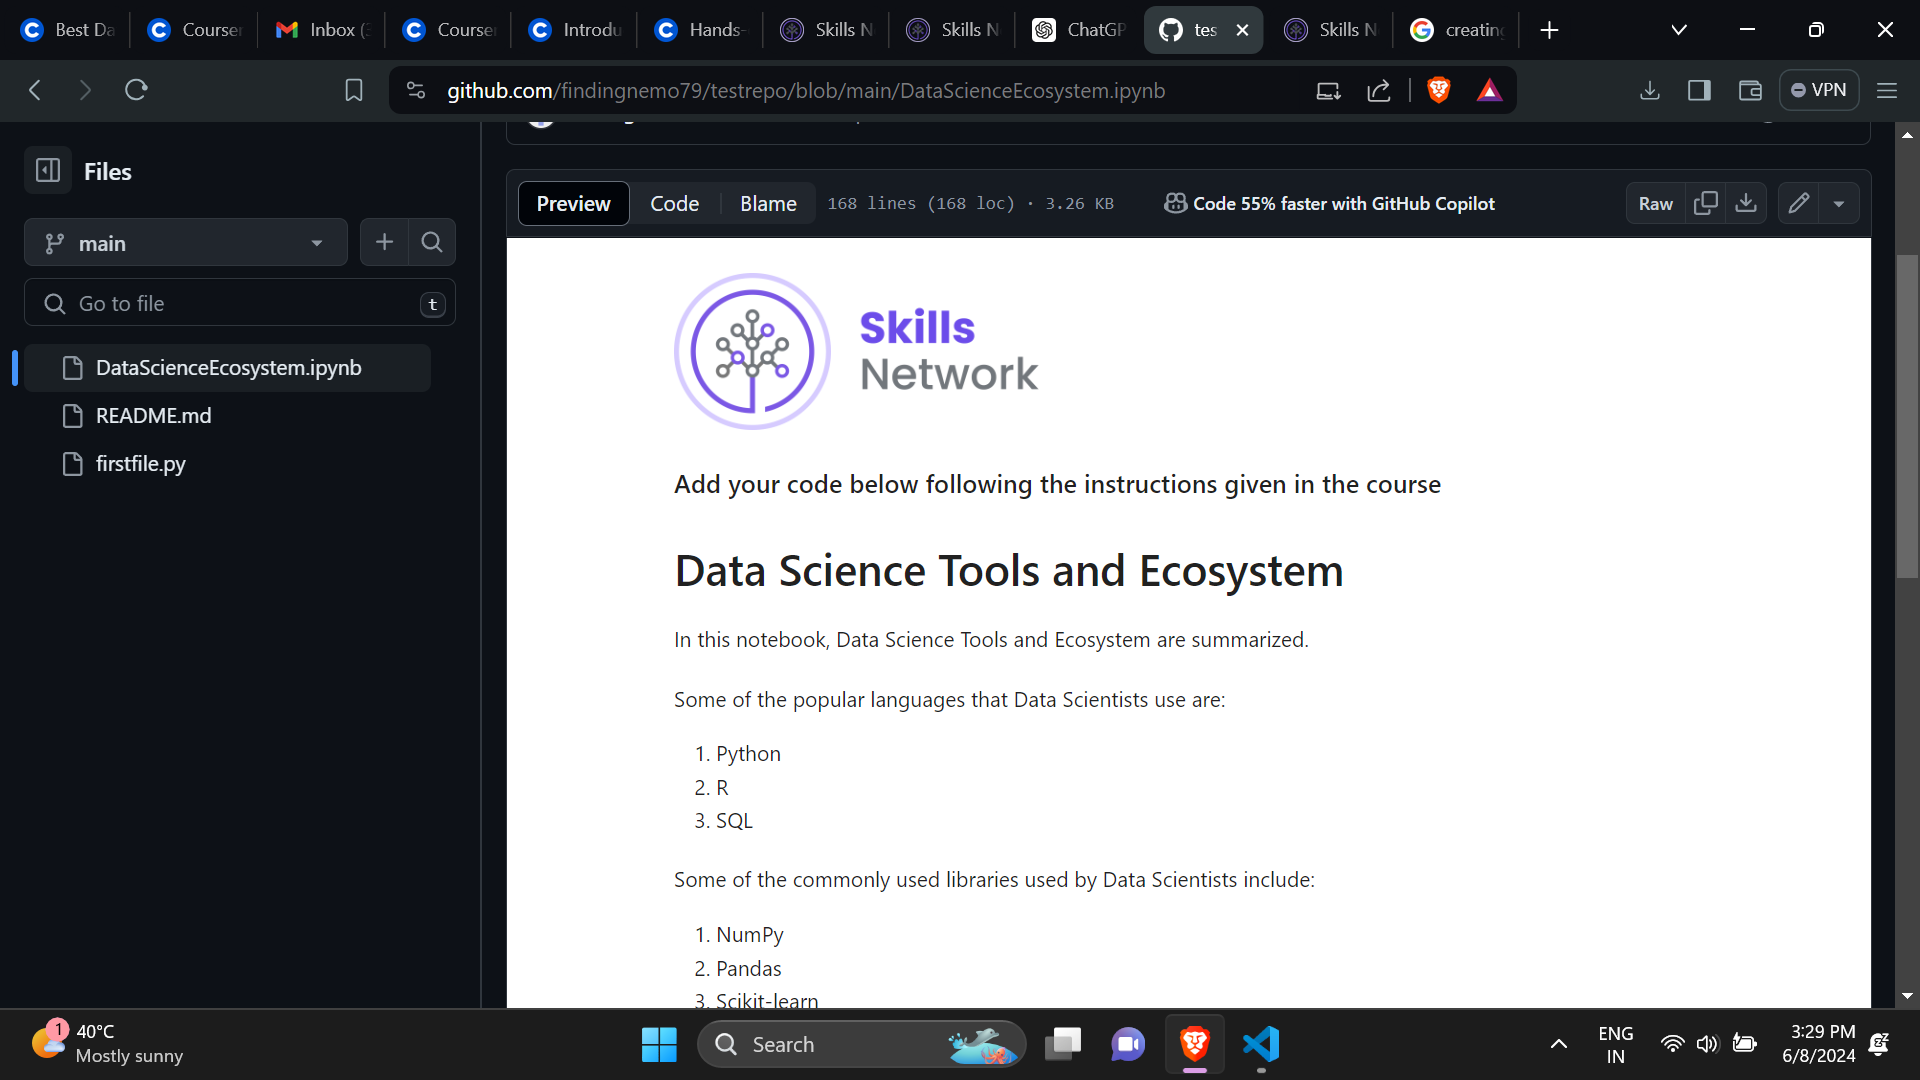 Best Da
Courser
Inbox (3
Courser
Introdu
Hands-
Skills N
Skills N
ChatGP
tes
Skills N
creating
github.com/findingnemo79/testrepo/blob/main/DataScienceEcosystem.ipynb
VPN
Files
main
Go to file
t
DataScienceEcosystem.ipynb
README.md
firstfile.py
Preview
Code
Blame
168 lines (168 loc) · 3.26 KB
Code 55% faster with GitHub Copilot
Raw
Skills
Network
Add your code below following the instructions given in the course
Data Science Tools and Ecosystem
In this notebook, Data Science Tools and Ecosystem are summarized.
Some of the popular languages that Data Scientists use are:
1. Python
2. R
3. SQL
Some of the commonly used libraries used by Data Scientists include:
1. NumPy
2. Pandas
3. Scikit-learn
1
40°C
Mostly sunny
Search
ENG
IN
3:29 PM
6/8/2024